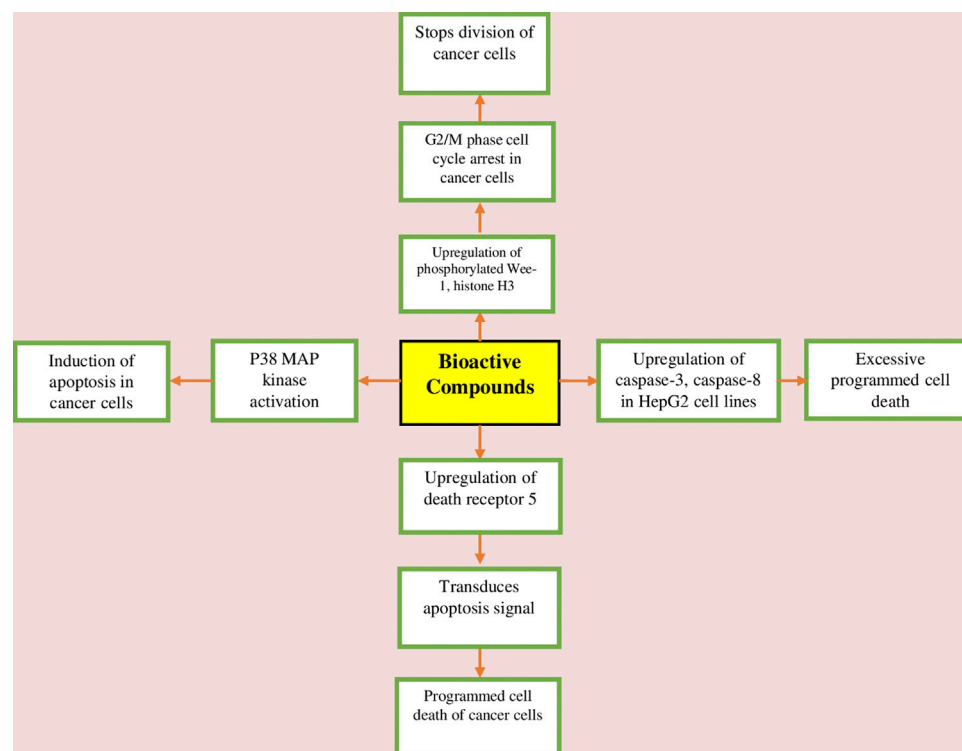 Stops division of
cancer cells
G2/M phase cell
cycle arrest in
cancer cells
Upregulation of
phosphorylated Wee-
1, histone H3
Induction of
apoptosis in
cancer cells
P38 MAP
kinase
activation
Bioactive
Compounds
Upregulation of
caspase-3, caspase-8
in HepG2 cell lines
Excessive
programmed cell
death
Upregulation of
death receptor 5
Transduces
apoptosis signal
Programmed cell
death of cancer cells